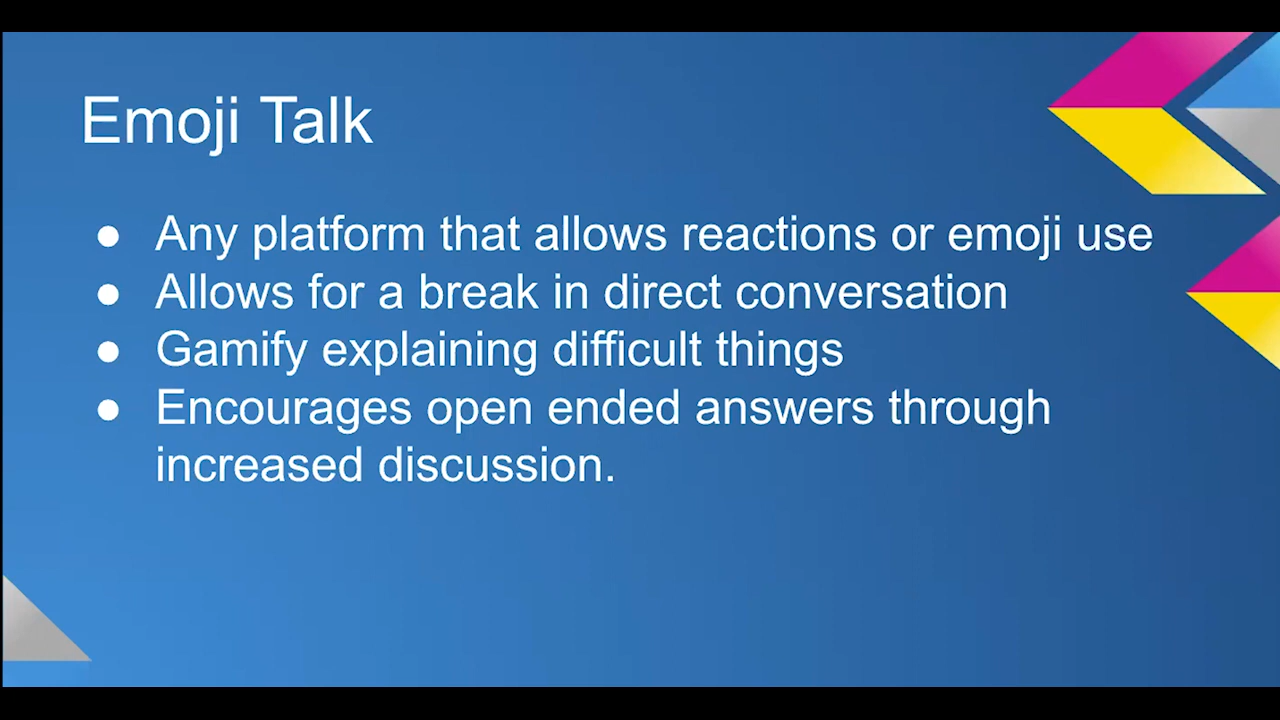 Emoji Talk
● Any platform that allows reactions or emoji use
● Allows for a break in direct conversation
● Gamify explaining difficult things
● Encourages open ended answers through
increased discussion.